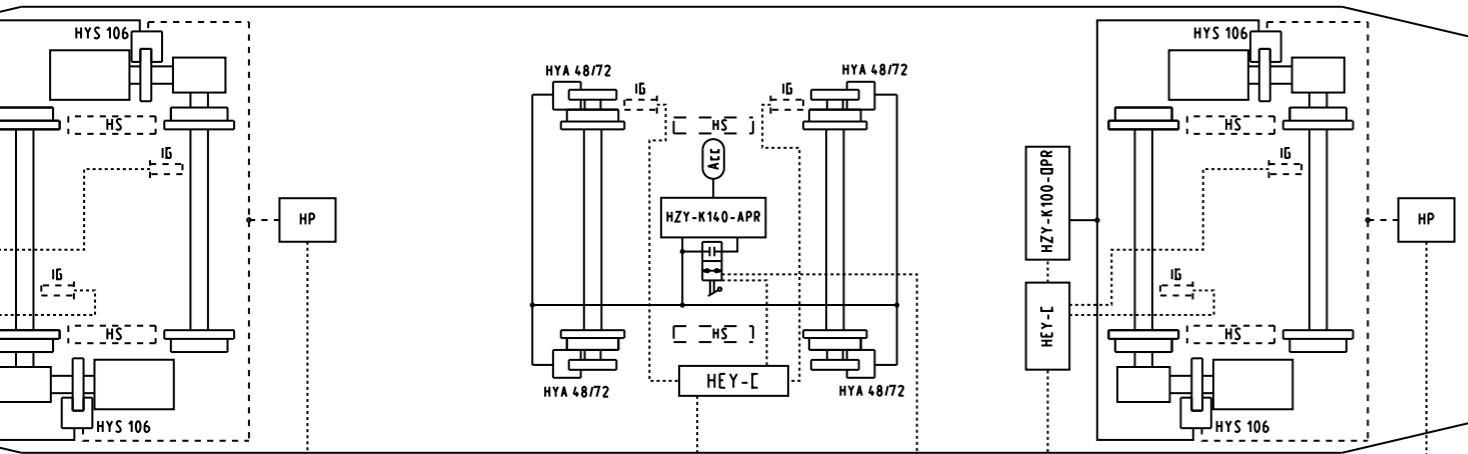 HYS 106
HYS 106
HYA 48/72
HYA 48/72
IG
IG
IG
IG
HS
HS
HS
Acc
HZY-K100-OPR
HP
HZY-K140-APR
HP
IG
IG
HEY-C
HS
HS
HS
HEY-C
HYA 48/72
HYA 48/72
HYS 106
HYS 106